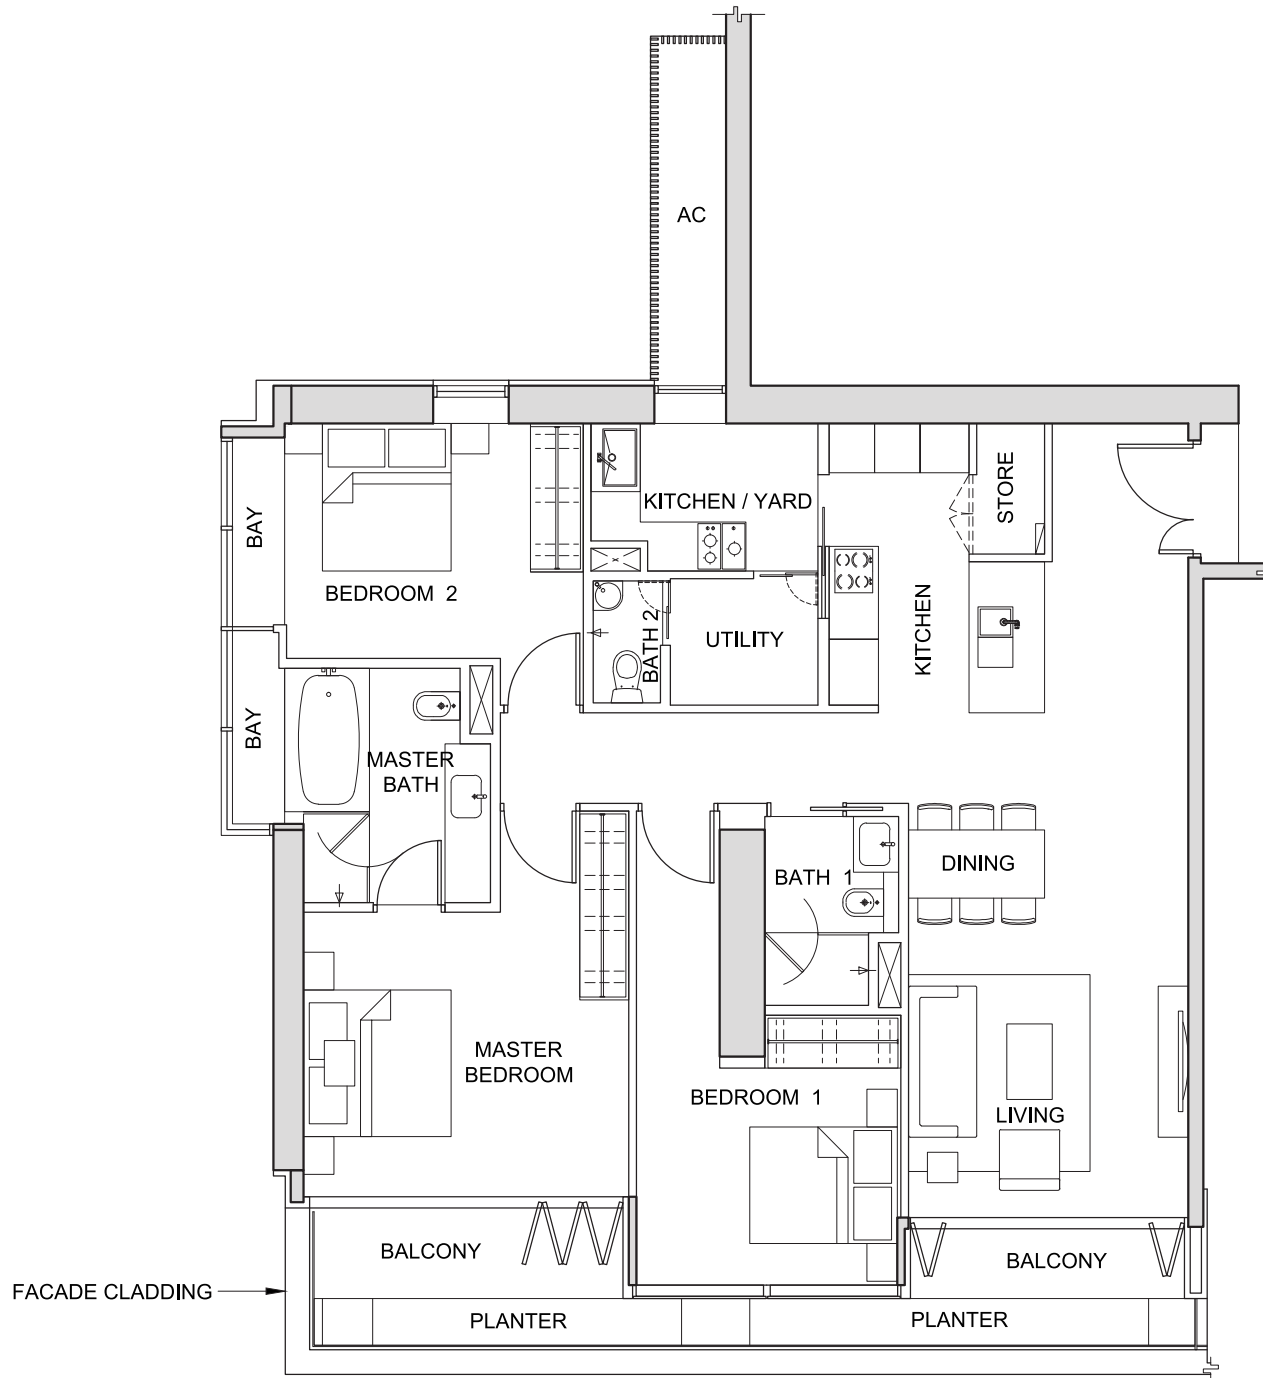 AC
KITCHEN / YARD
STORE
BAY
BEDROOM 2
BATH 2
UTILITY
KITCHEN
BAY
MASTER
BATH
DINING
BATH 1
MASTER
BEDROOM
BEDROOM 1
LIVING
BALCONY
BALCONY
FACADE CLADDING
PLANTER
PLANTER